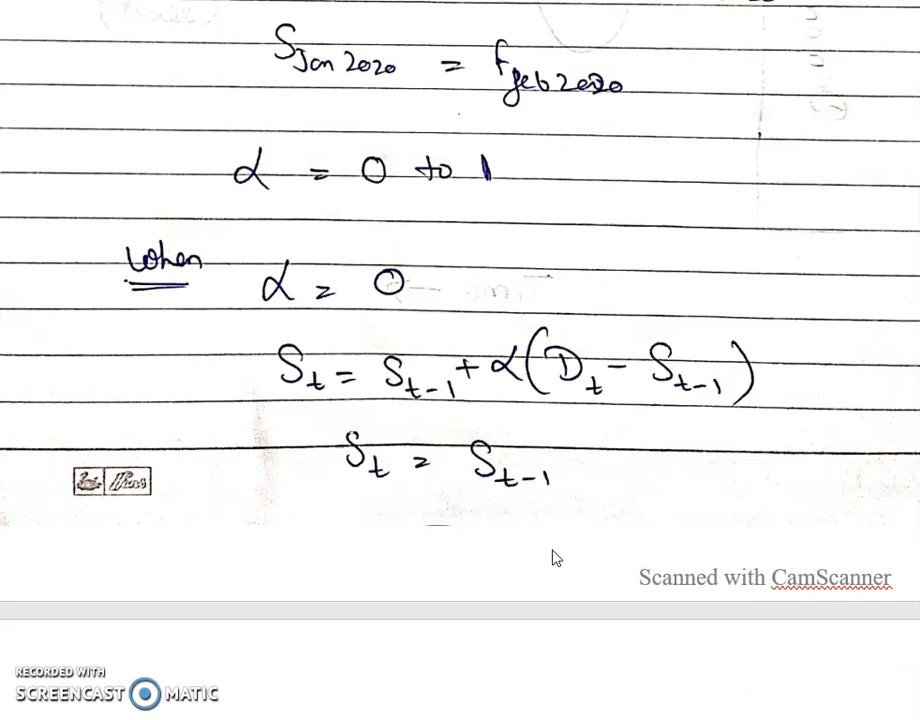 S_Jan 2020 = F_feb 2020
α = 0 to 1
When α = 0
S_t = S_t-1 + α(D_t - S_t-1)
S_t = S_t-1
Scanned with CamScanner
RECORDED WITH
SCREENCAST MATIC